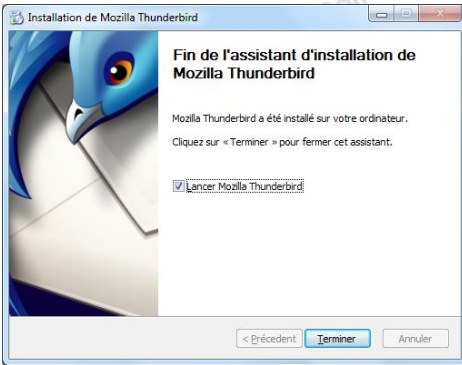 Installation de Mozilla Thunderbird
Fin de l'assistant d'installation de
Mozilla Thunderbird
Mozilla Thunderbird a été installé sur votre ordinateur.
Cliquez sur « Terminer » pour fermer cet assistant.
Lancer Mozilla Thunderbird
< Précedent
Terminer
Annuler